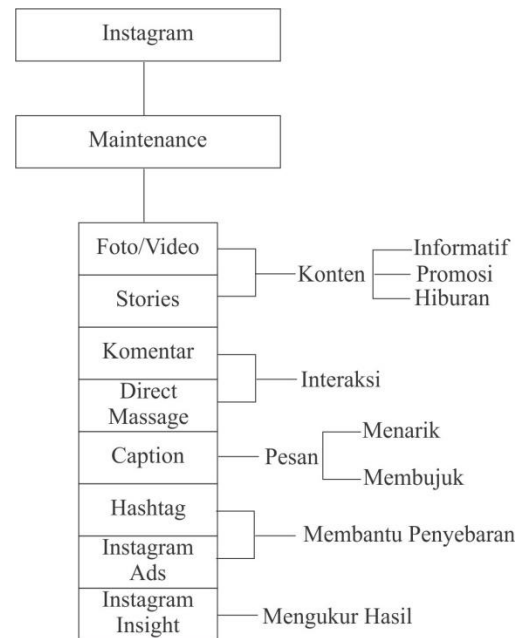 Instagram
Maintenance
Foto/Video
Stories
Konten
Informatif
Promosi
Hiburan
Komentar
Direct
Massage
Interaksi
Caption
Pesan
Menarik
Membujuk
Hashtag
Instagram
Ads
Membantu Penyebaran
Instagram
Insight
Mengukur Hasil